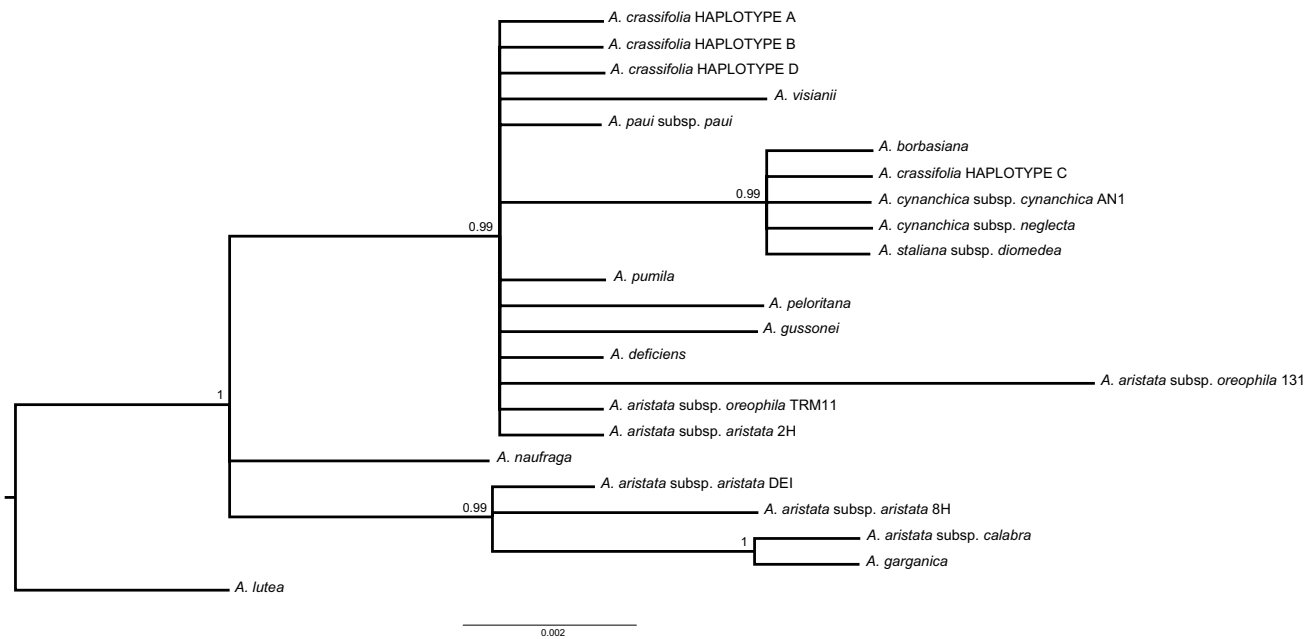 A. crassifolia HAPLOTYPE A
A. crassifolia HAPLOTYPE B
A. crassifolia HAPLOTYPE D
A. visianii
A. paui subsp. paui
A. borbasiana
A. crassifolia HAPLOTYPE C
0.99
A. cynanchica subsp. cynanchica AN1
A. cynanchica subsp. neglecta
0.99
A. staliana subsp. diomedea
A. pumila
A. peloritana
A. gussonei
A. deficiens
A. aristata subsp. oreophila 131
1
A. aristata subsp. oreophila TRM11
A. aristata subsp. aristata 2H
A. naufraga
A. aristata subsp. aristata DEI
0.99
A. aristata subsp. aristata 8H
A. aristata subsp. calabra
1
A. garganica
A. lutea
0.002